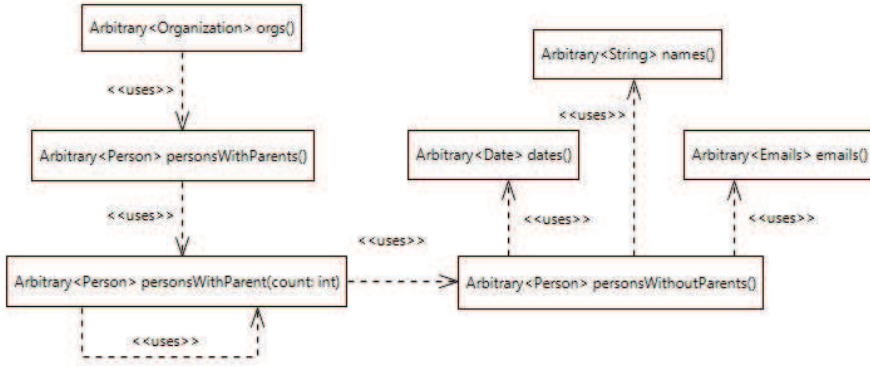 Arbitrary<Organization> orgs()
<<uses>>
Arbitrary<Person> personsWithParents()
<<uses>>
Arbitrary<Person> personsWithParent(count: int)
<<uses>>
<<uses>>
Arbitrary<String> names()
<<uses>>
Arbitrary<Date> dates()
<<uses>>
Arbitrary<Emails> emails()
<<uses>>
Arbitrary<Person> personsWithoutParents()